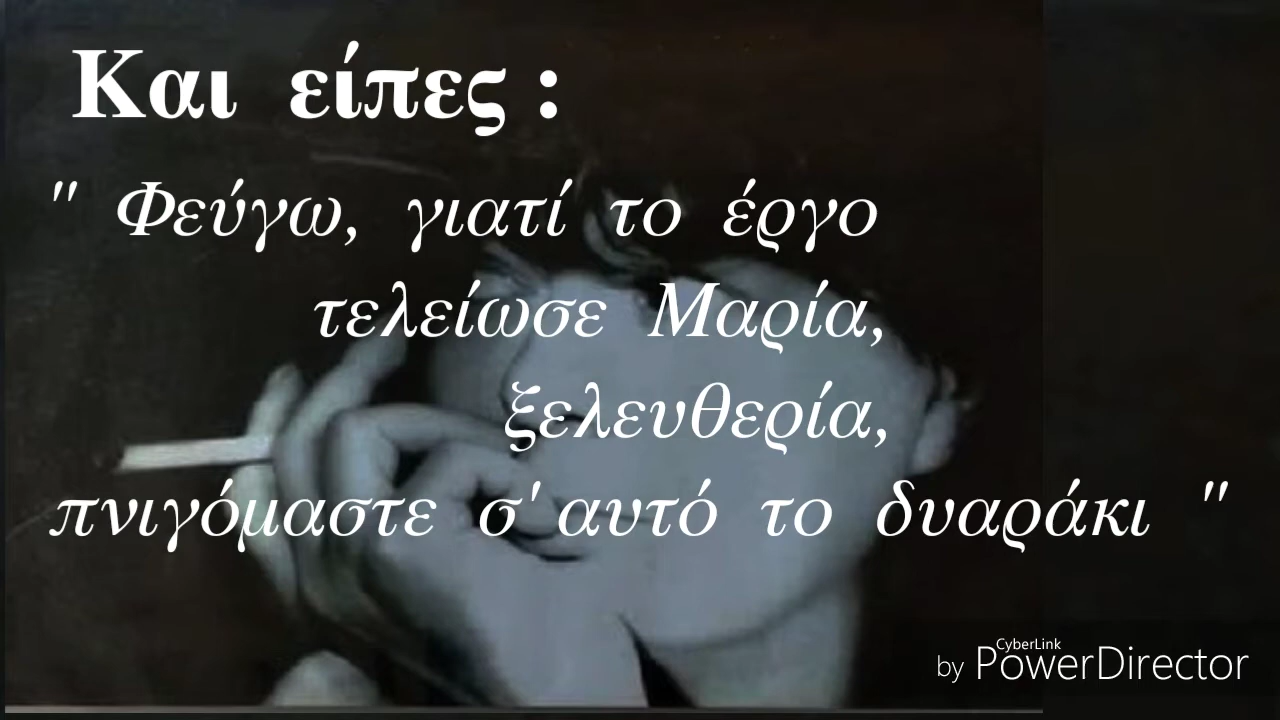 Και είπες :
" Φεύγω, γιατί το έργο
τελείωσε Μαρία,
ξελευθερία,
πνιγόμαστε σ' αυτό το δυαράκι "
CyberLink
by PowerDirector